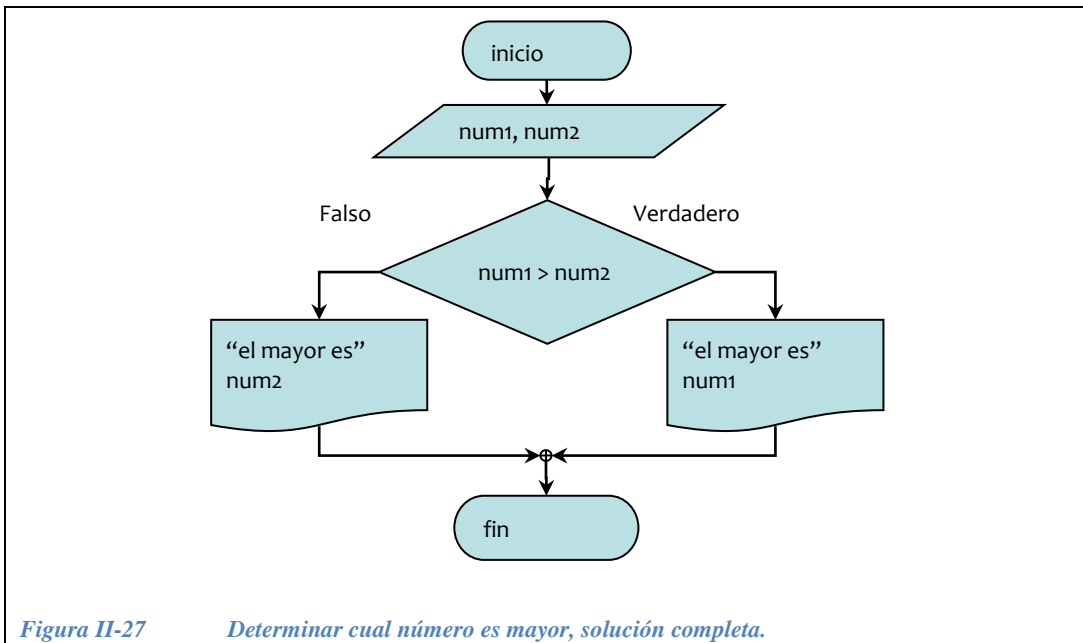 inicio
num1, num2
Falso
Verdadero
num1 > num2
“el mayor es”
num2
“el mayor es”
num1
fin
Figura II-27 Determinar cual número es mayor, solución completa.